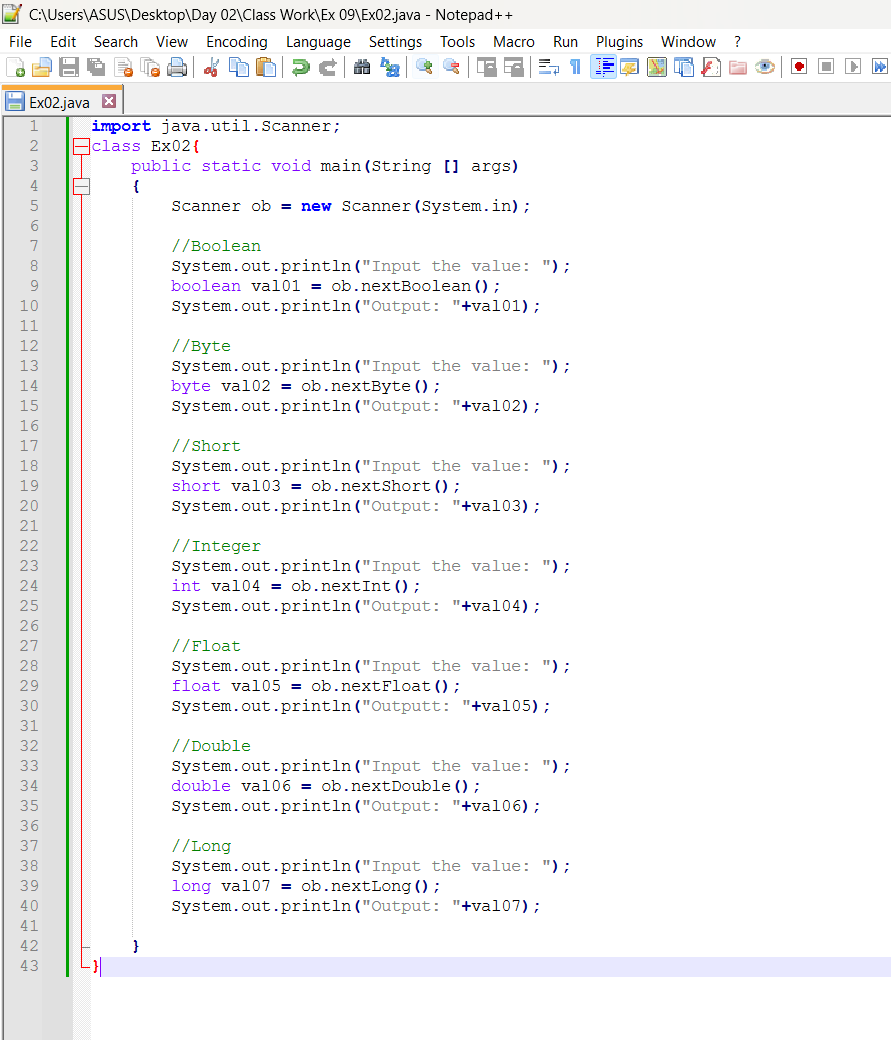 C:\Users\ASUS\Desktop\Day 02\Class Work\Ex 09\Ex02.java - Notepad++
File Edit Search View Encoding Language Settings Tools Macro Run Plugins Window ?
Ex02.java
1 import java.util.Scanner;
2 class Ex02{
3 public static void main(String [] args)
4 {
5 Scanner ob = new Scanner(System.in);
6
7 //Boolean
8 System.out.println("Input the value: ");
9 boolean val01 = ob.nextBoolean();
10 System.out.println("Output: "+val01);
11
12 //Byte
13 System.out.println("Input the value: ");
14 byte val02 = ob.nextByte();
15 System.out.println("Output: "+val02);
16
17 //Short
18 System.out.println("Input the value: ");
19 short val03 = ob.nextShort();
20 System.out.println("Output: "+val03);
21
22 //Integer
23 System.out.println("Input the value: ");
24 int val04 = ob.nextInt();
25 System.out.println("Output: "+val04);
26
27 //Float
28 System.out.println("Input the value: ");
29 float val05 = ob.nextFloat();
30 System.out.println("Outputt: "+val05);
31
32 //Double
33 System.out.println("Input the value: ");
34 double val06 = ob.nextDouble();
35 System.out.println("Output: "+val06);
36
37 //Long
38 System.out.println("Input the value: ");
39 long val07 = ob.nextLong();
40 System.out.println("Output: "+val07);
41
42 }
43 }